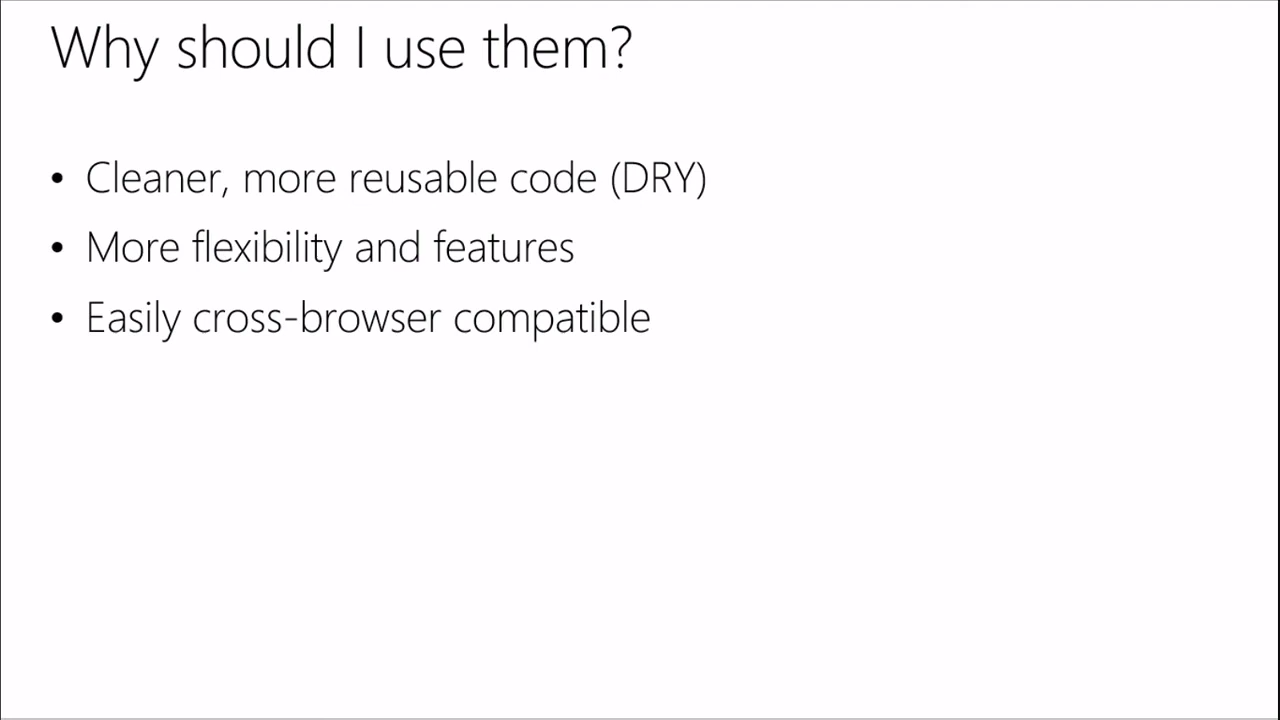 Why should I use them?
• Cleaner, more reusable code (DRY)
• More flexibility and features
• Easily cross-browser compatible